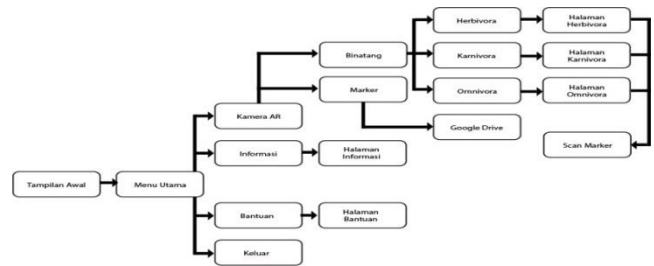 Herbivora
Halaman
Herbivora
Binatang
Karnivora
Halaman
Karnivora
Marker
Omnivora
Halaman
Omnivora
Kamera AR
Google Drive
Informasi
Halaman
Informasi
Scan Marker
Tampilan Awal
Menu Utama
Bantuan
Halaman
Bantuan
Keluar